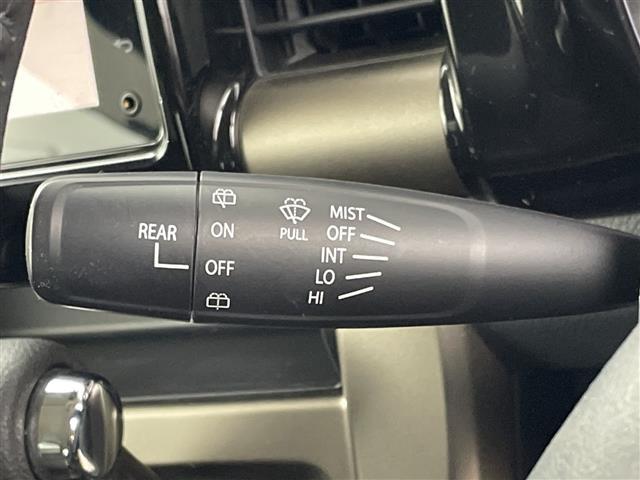 REAR
ON
OFF
PULL
MIST
OFF
INT
LO
HI